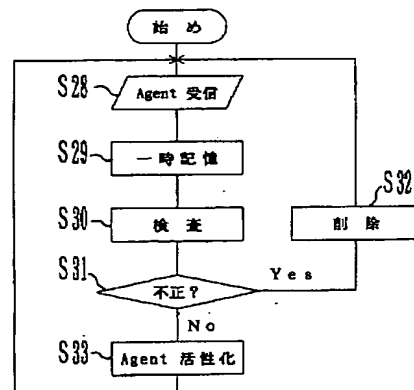 始め
S28 Agent 受信
S29 一時記憶
S32
S30 検査 削除
S31 不正? Yes
No
S33 Agent 活性化